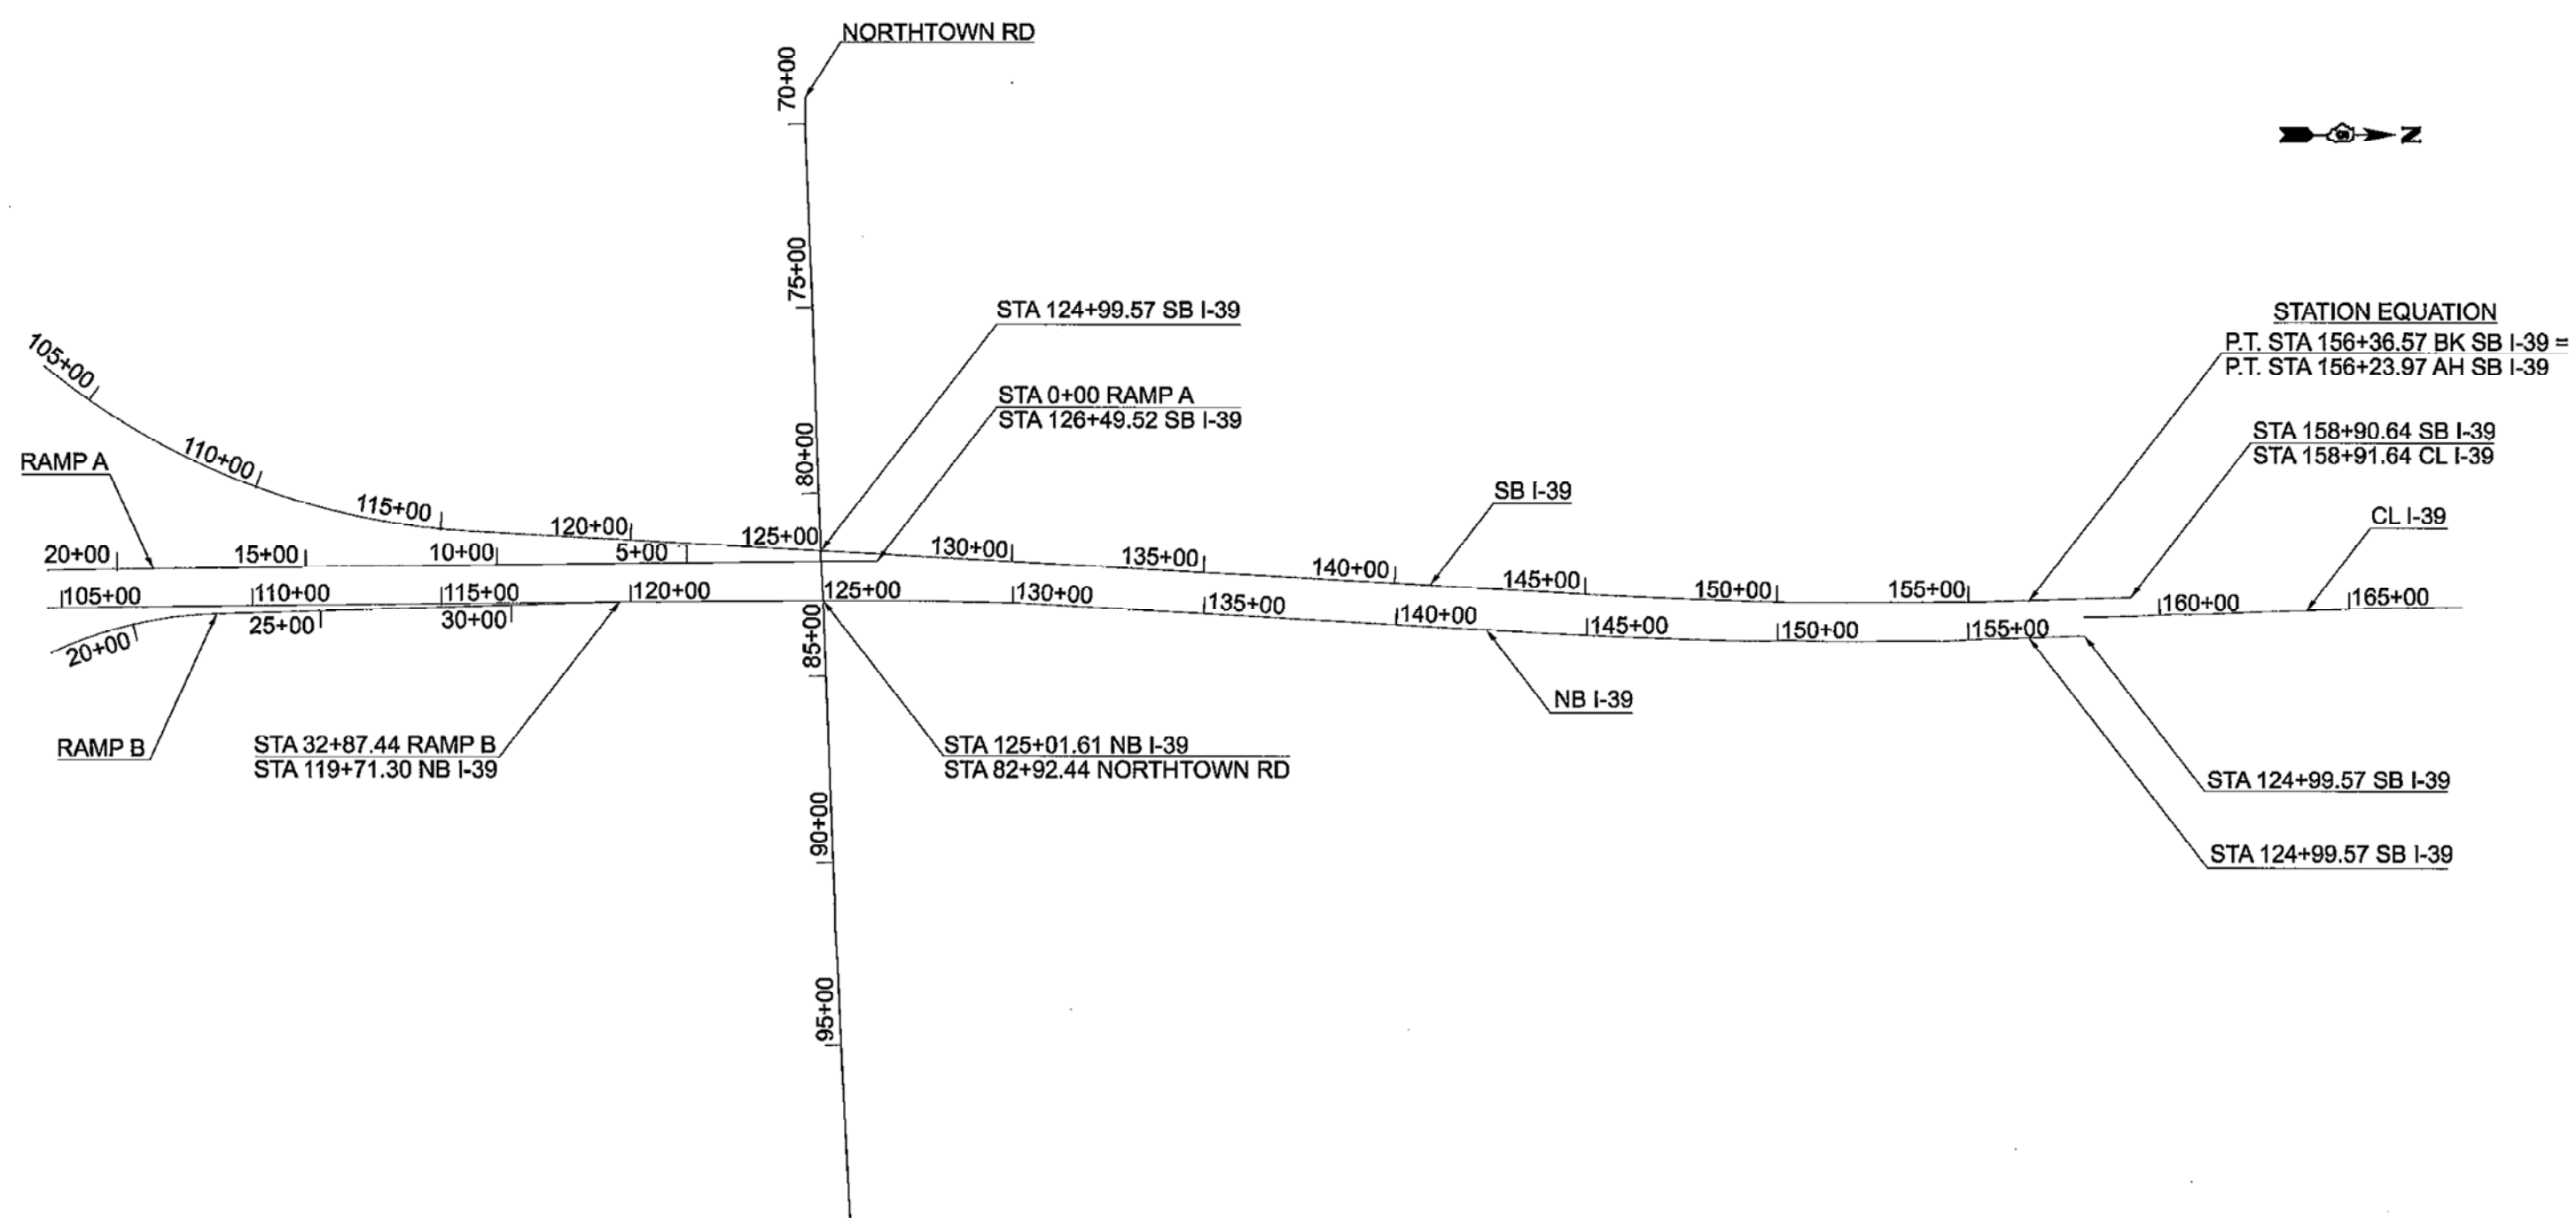 NORTHTOWN RD
70+00
N
75+00
STA 124+99.57 SB I-39
STATION EQUATION
P.T. STA 156+36.57 BK SB I-39 =
P.T. STA 156+23.97 AH SB I-39
105+00
STA 0+00 RAMP A
STA 126+49.52 SB I-39
80+00
STA 158+90.64 SB I-39
STA 158+91.64 CL I-39
110+00
RAMP A
SB I-39
CL I-39
115+00
120+00
125+00
130+00
135+00
140+00
145+00
150+00
155+00
20+00
15+00
10+00
5+00
105+00
110+00
115+00
120+00
125+00
130+00
135+00
140+00
145+00
150+00
155+00
160+00
165+00
20+00
25+00
30+00
85+00
NB I-39
RAMP B
STA 32+87.44 RAMP B
STA 119+71.30 NB I-39
STA 125+01.61 NB I-39
STA 82+92.44 NORTHTOWN RD
STA 124+99.57 SB I-39
90+00
STA 124+99.57 SB I-39
95+00